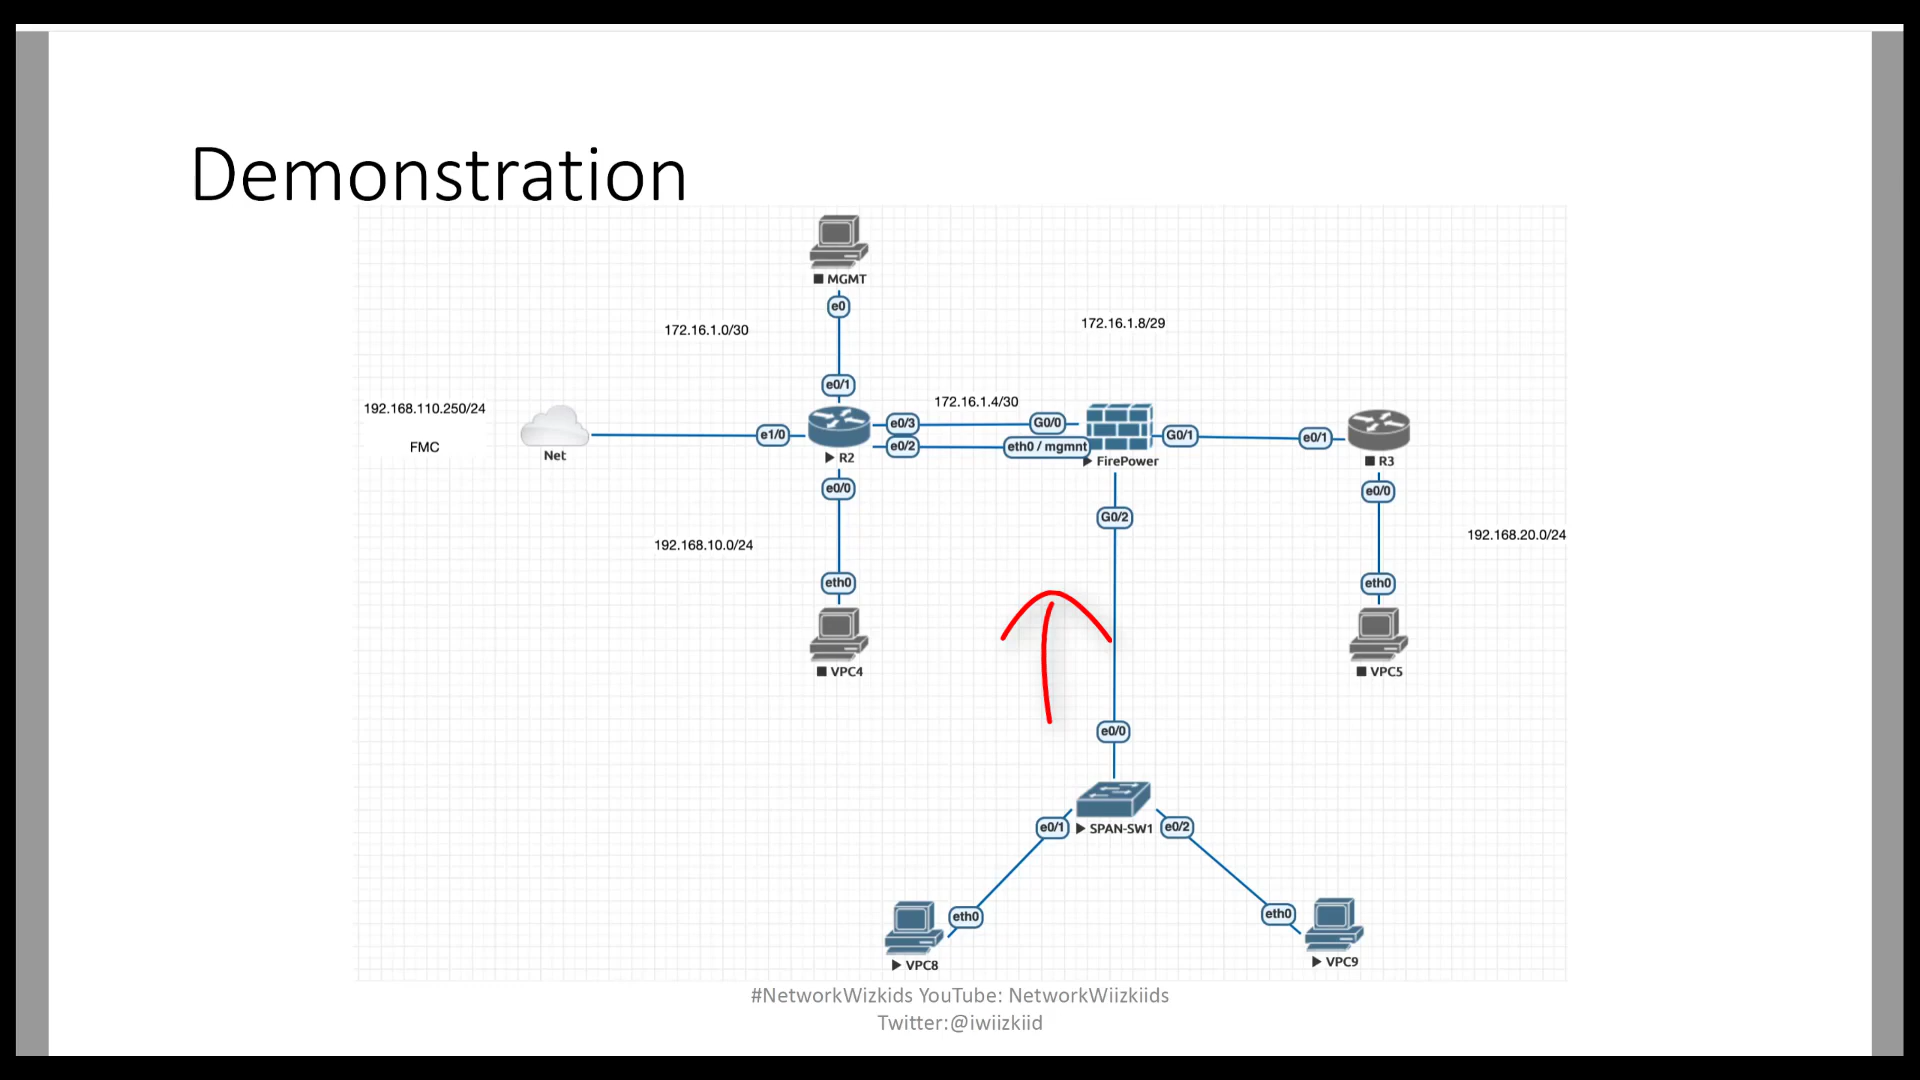 Demonstration
MGMT
e0
172.16.1.0/30
172.16.1.8/29
e0/1
192.168.110.250/24
172.16.1.4/30
FMC
Net
e1/0
R2
e0/3
e0/2
G0/0
eth0 / mgmnt
FirePower
G0/1
e0/1
R3
e0/0
G0/2
e0/0
192.168.10.0/24
192.168.20.0/24
eth0
VPC4
eth0
VPC5
e0/0
e0/1
SPAN-SW1
e0/2
eth0
VPC8
eth0
VPC9
#NetworkWizkids YouTube: NetworkWiizkiids
Twitter:@iwiizkiid